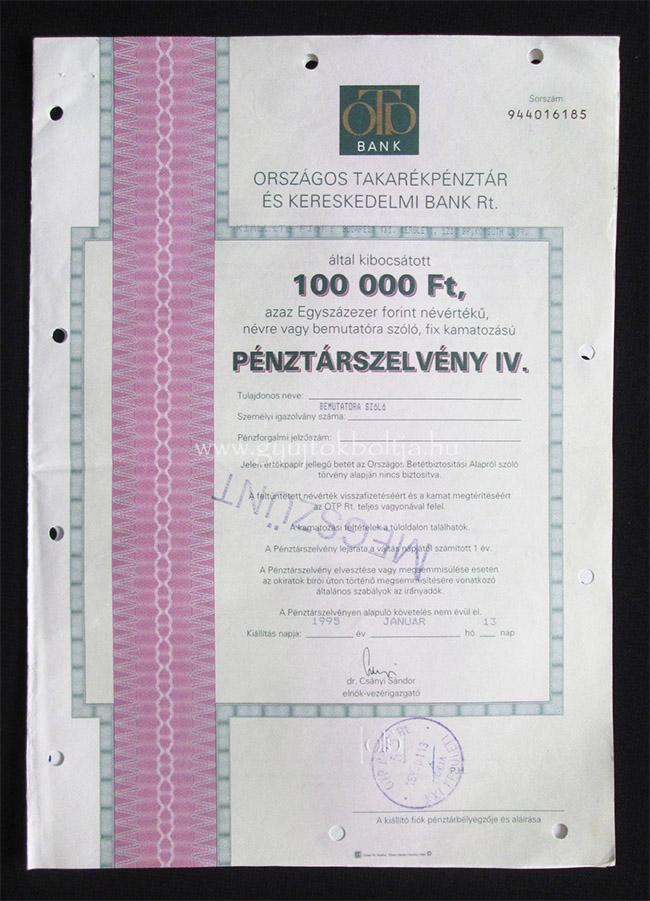 OTP
BANK
Sorszám:
944016185
ORSZÁGOS TAKARÉKPÉNZTÁR
ÉS KERESKEDELMI BANK Rt.
által kibocsátott
100 000 Ft,
azaz Egyszázezer forint névértékű,
névre vagy bemutatóra szóló, fix kamatozású
PÉNZTÁRSZELVÉNY IV.
Tulajdonos neve:
BEMUTATÓRA SZÓLÓ
Személyi igazolvány száma:
Pénzforgalmi jelzőszám:
www.gyujtokboltja.hu
Jelen értékpapír jellegű betét az Országos Betétbiztosítási Alapról szóló
törvény alapján nincs biztosítva.
MEGSZŰNT
A feltüntetett névérték visszafizetéséért és a kamat megtérítéséért
az OTP Rt. teljes vagyonával felel.
A kamatozási feltételek a túloldalon találhatók.
A Pénztárszelvény lejárata a váltás napjától számított 1 év.
A Pénztárszelvény elvesztése vagy megsemmisülése esetén
az okiratok bírói úton történő megsemmisítésére vonatkozó
általános szabályok az irányadók.
A Pénztárszelvényen alapuló követelés nem évül el.
1995 JANUAR 13
Kiállítás napja: év hó nap
dr. Csányi Sándor
elnök-vezérigazgató
OTP
P.H.
A kiállító fiók pénztárbélyegzője és aláírása